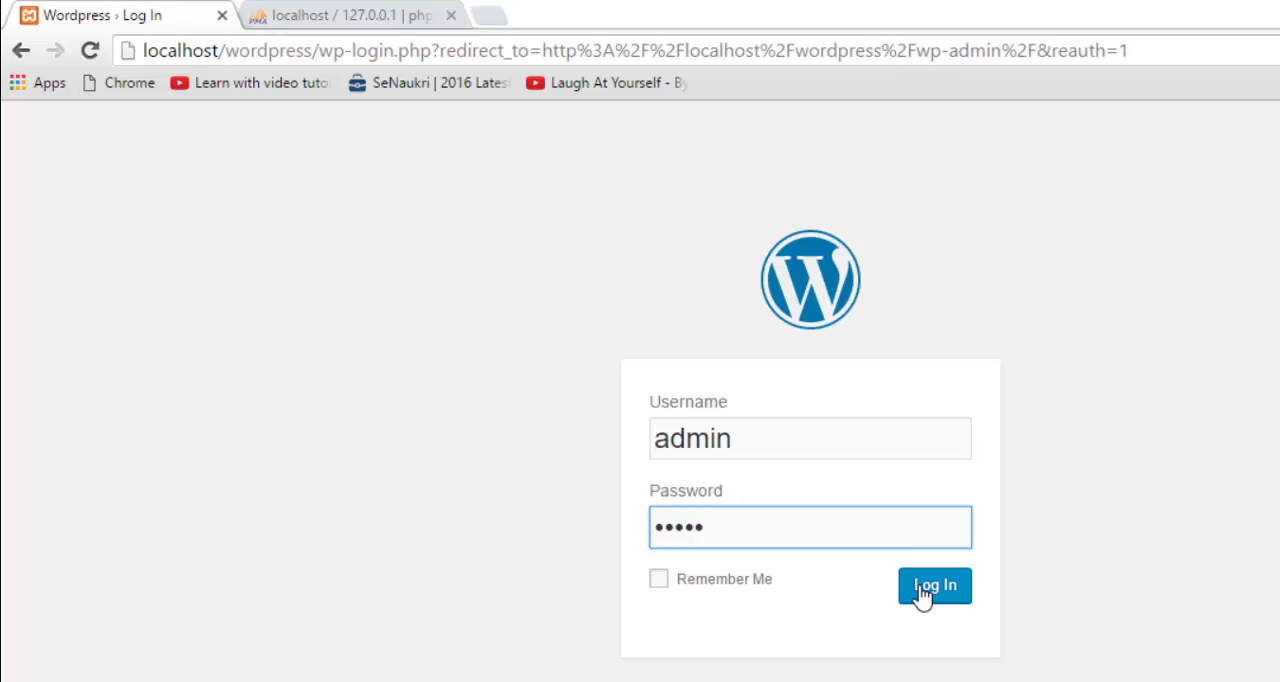 Wordpress › Log In
localhost / 127.0.0.1 | php
localhost/wordpress/wp-login.php?redirect_to=http%3A%2F%2Flocalhost%2Fwordpress%2Fwp-admin%2F&reauth=1
Apps Chrome Learn with video tuto SeNaukri | 2016 Lates Laugh At Yourself - By
Username
admin
Password
•••••
Remember Me Log In